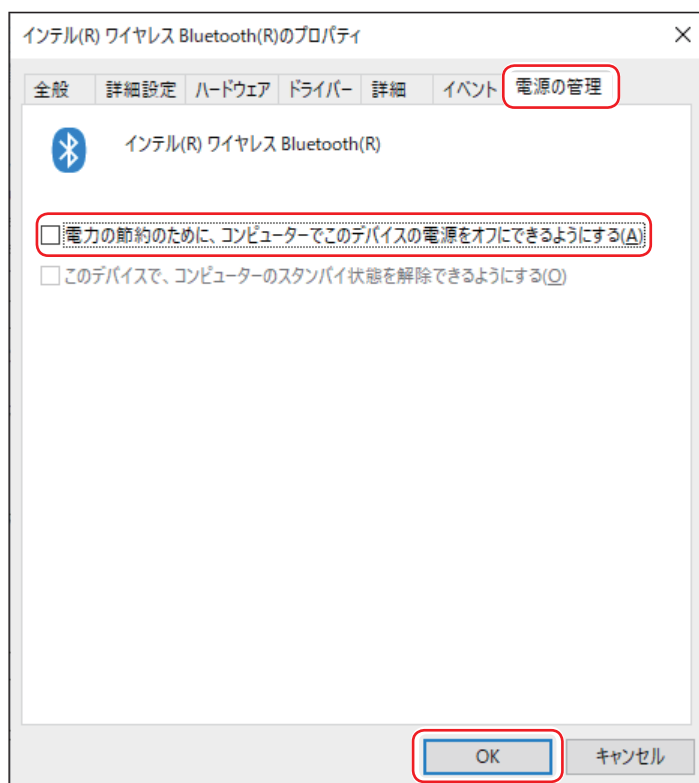 インテル(R) ワイヤレス Bluetooth(R)のプロパティ
全般 詳細設定 ハードウェア ドライバー 詳細 イベント 電源の管理
インテル(R) ワイヤレス Bluetooth(R)
電力の節約のために、コンピューターでこのデバイスの電源をオフにできるようにする(A)
このデバイスで、コンピューターのスタンバイ状態を解除できるようにする(O)
OK キャンセル